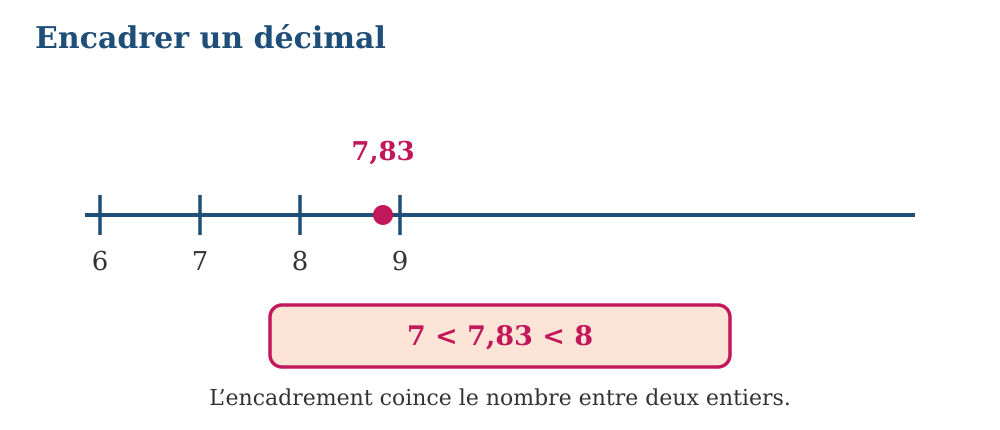 Encadrer un décimal
7,83
6 7 8 9
7 < 7,83 < 8
L’encadrement coince le nombre entre deux entiers.